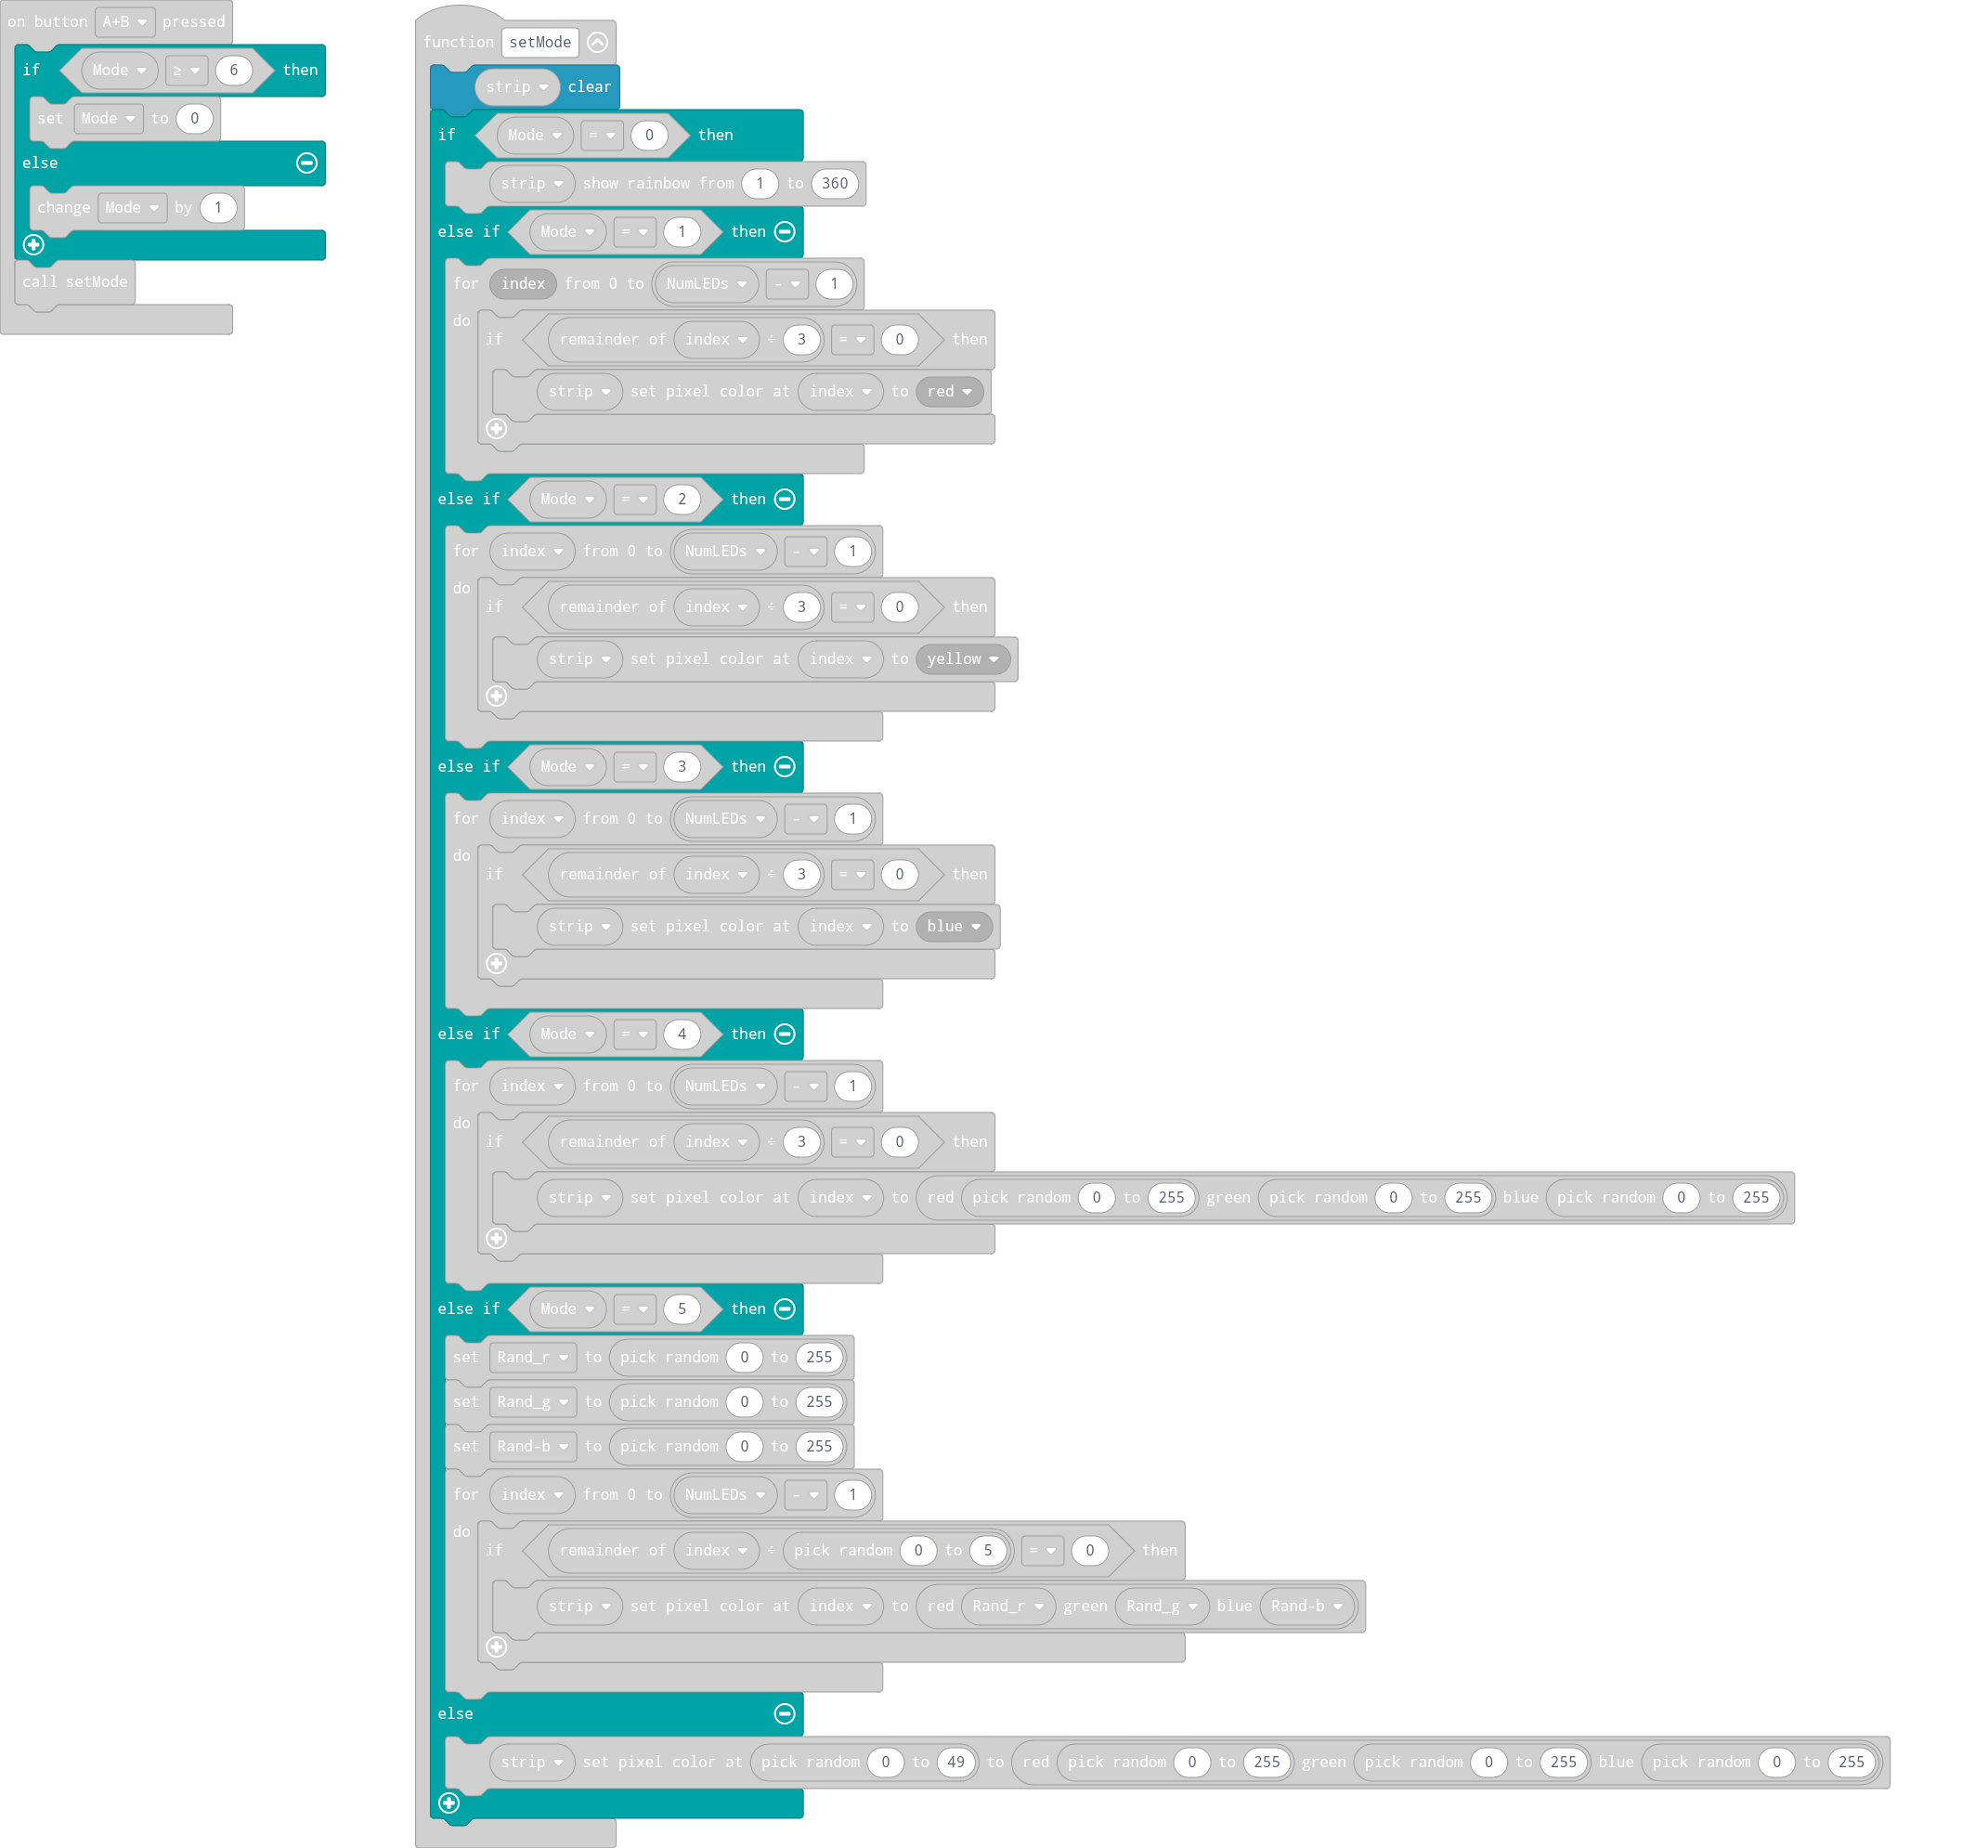 on button A+B pressed
if Mode ≥ 6 then
set Mode to 0
else
change Mode by 1
call setMode
function setMode
strip clear
if Mode = 0 then
strip show rainbow from 1 to 360
else if Mode = 1 then
for index from 0 to NumLEDs - 1
do
if remainder of index ÷ 3 = 0 then
strip set pixel color at index to red
else if Mode = 2 then
for index from 0 to NumLEDs - 1
do
if remainder of index ÷ 3 = 0 then
strip set pixel color at index to yellow
else if Mode = 3 then
for index from 0 to NumLEDs - 1
do
if remainder of index ÷ 3 = 0 then
strip set pixel color at index to blue
else if Mode = 4 then
for index from 0 to NumLEDs - 1
do
if remainder of index ÷ 3 = 0 then
strip set pixel color at index to red pick random 0 to 255 green pick random 0 to 255 blue pick random 0 to 255
else if Mode = 5 then
set Rand_r to pick random 0 to 255
set Rand_g to pick random 0 to 255
set Rand-b to pick random 0 to 255
for index from 0 to NumLEDs - 1
do
if remainder of index ÷ pick random 0 to 5 = 0 then
strip set pixel color at index to red Rand_r green Rand_g blue Rand-b
else
strip set pixel color at pick random 0 to 49 to red pick random 0 to 255 green pick random 0 to 255 blue pick random 0 to 255